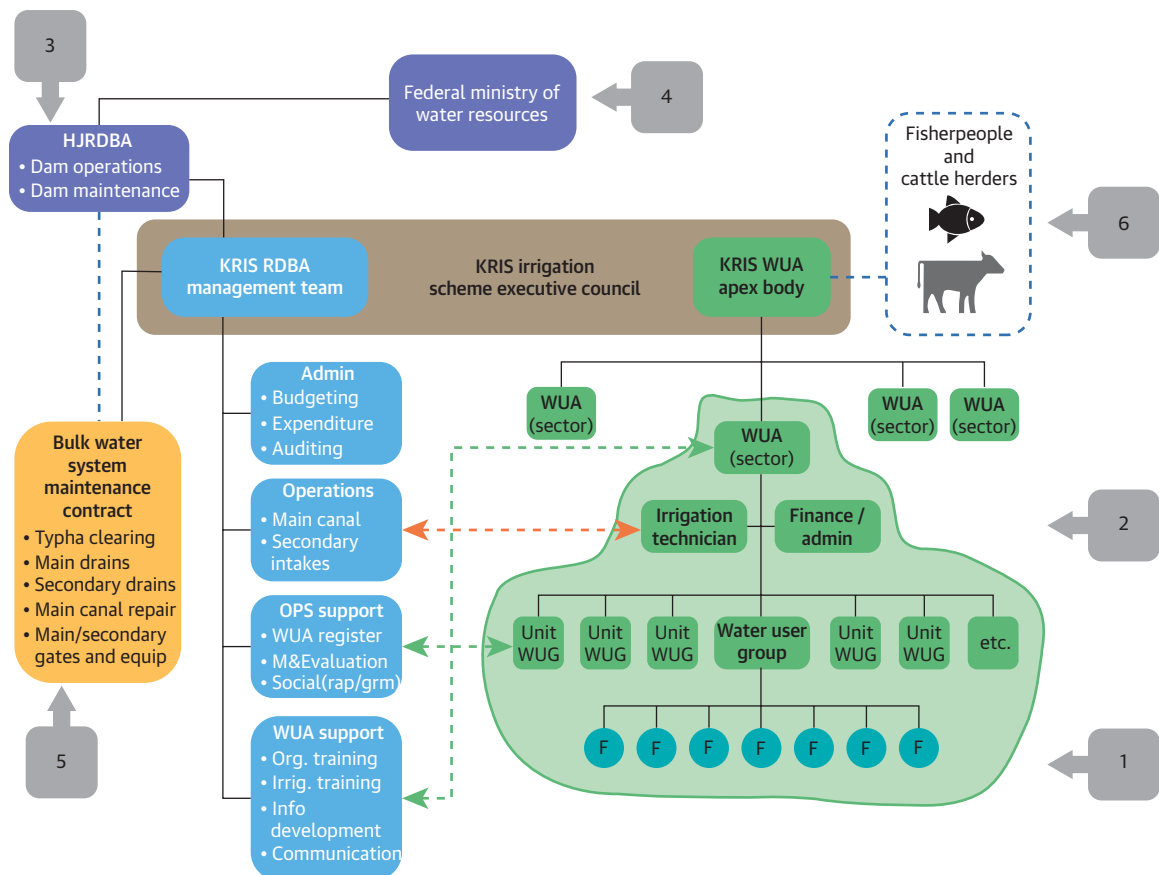 3
Federal ministry of
water resources
4
HJRDBA
• Dam operations
• Dam maintenance
Fisherpeople
and
cattle herders
6
KRIS RDBA
management team
KRIS irrigation
scheme executive council
KRIS WUA
apex body
Admin
• Budgeting
• Expenditure
• Auditing
WUA
(sector)
WUA
(sector)
WUA
(sector)
WUA
(sector)
Bulk water
system
maintenance
contract
• Typha clearing
• Main drains
• Secondary drains
• Main canal repair
• Main/secondary
gates and equip
5
Operations
• Main canal
• Secondary
intakes
Irrigation
technician
Finance /
admin
2
OPS support
• WUA register
• M&Evaluation
• Social(rap/grm)
Unit
WUG
Unit
WUG
Unit
WUG
Water user
group
Unit
WUG
Unit
WUG
etc.
WUA support
• Org. training
• Irrig. training
• Info
development
• Communication
F
F
F
F
F
F
F
1